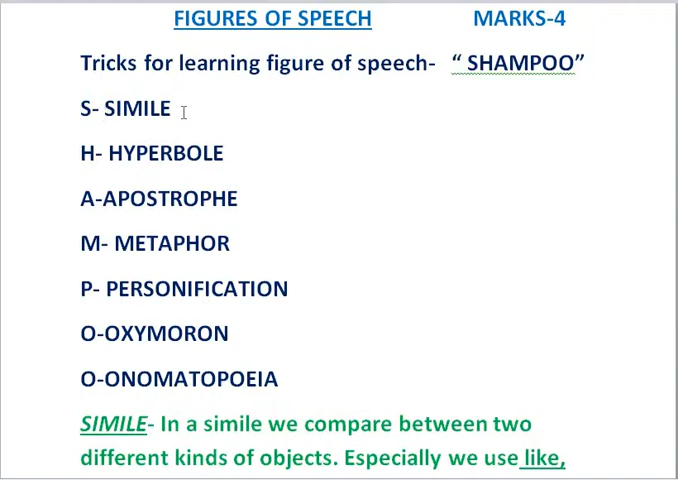 FIGURES OF SPEECH MARKS-4
Tricks for learning figure of speech- “ SHAMPOO”
S- SIMILE
H- HYPERBOLE
A-APOSTROPHE
M- METAPHOR
P- PERSONIFICATION
O-OXYMORON
O-ONOMATOPOEIA
SIMILE- In a simile we compare between two
different kinds of objects. Especially we use like,